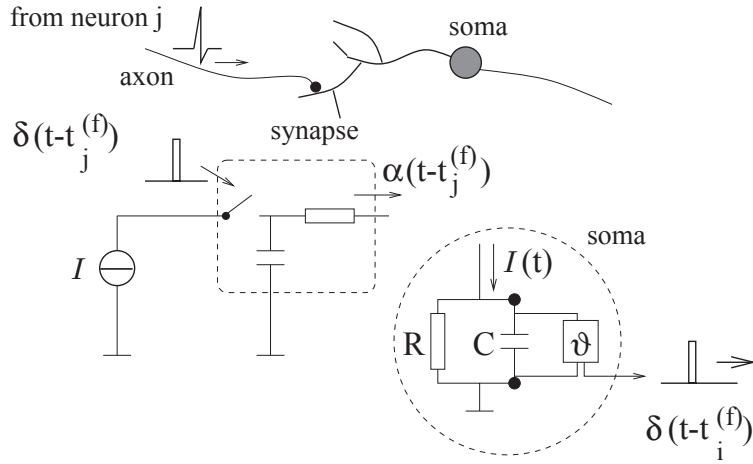 from neuron j
soma
axon
synapse
δ(t-t_j^(f))
α(t-t_j^(f))
soma
I
I(t)
R
C
ϑ
δ(t-t_i^(f))